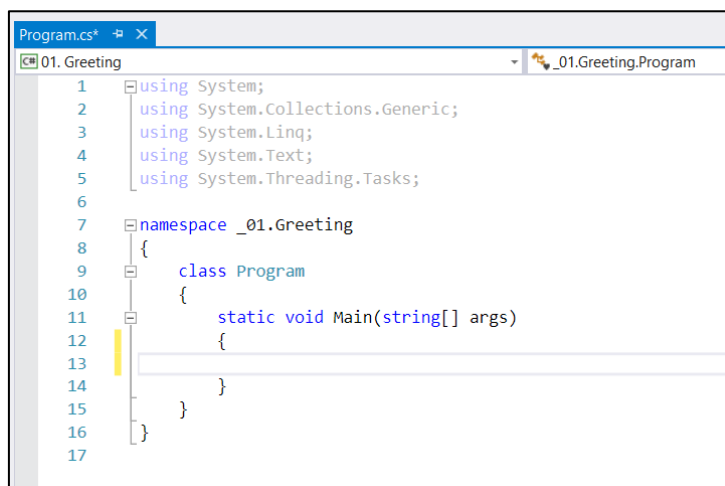 Program.cs*
C# 01. Greeting _01.Greeting.Program
1 using System;
2 using System.Collections.Generic;
3 using System.Linq;
4 using System.Text;
5 using System.Threading.Tasks;
6
7 namespace _01.Greeting
8 {
9 class Program
10 {
11 static void Main(string[] args)
12 {
13
14 }
15 }
16 }
17